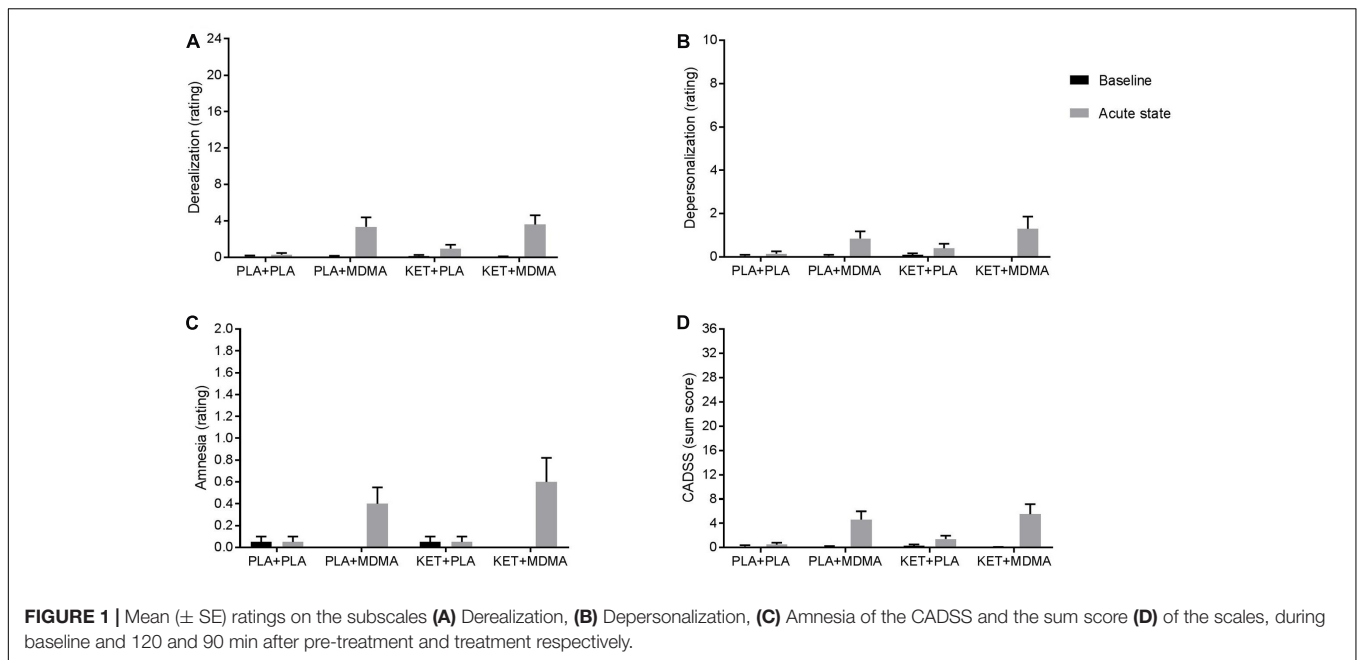 A
24
20
16
12
8
4
0
Derealization (rating)
PLA+PLA PLA+MDMA KET+PLA KET+MDMA
B
10
8
6
4
2
0
Depersonalization (rating)
PLA+PLA PLA+MDMA KET+PLA KET+MDMA
Baseline
Acute state
C
2.0
1.8
1.6
1.4
1.2
1.0
0.8
0.6
0.4
0.2
0.0
Amnesia (rating)
PLA+PLA PLA+MDMA KET+PLA KET+MDMA
D
36
32
28
24
20
16
12
8
4
0
CADSS (sum score)
PLA+PLA PLA+MDMA KET+PLA KET+MDMA
FIGURE 1 | Mean (± SE) ratings on the subscales (A) Derealization, (B) Depersonalization, (C) Amnesia of the CADSS and the sum score (D) of the scales, during
baseline and 120 and 90 min after pre-treatment and treatment respectively.